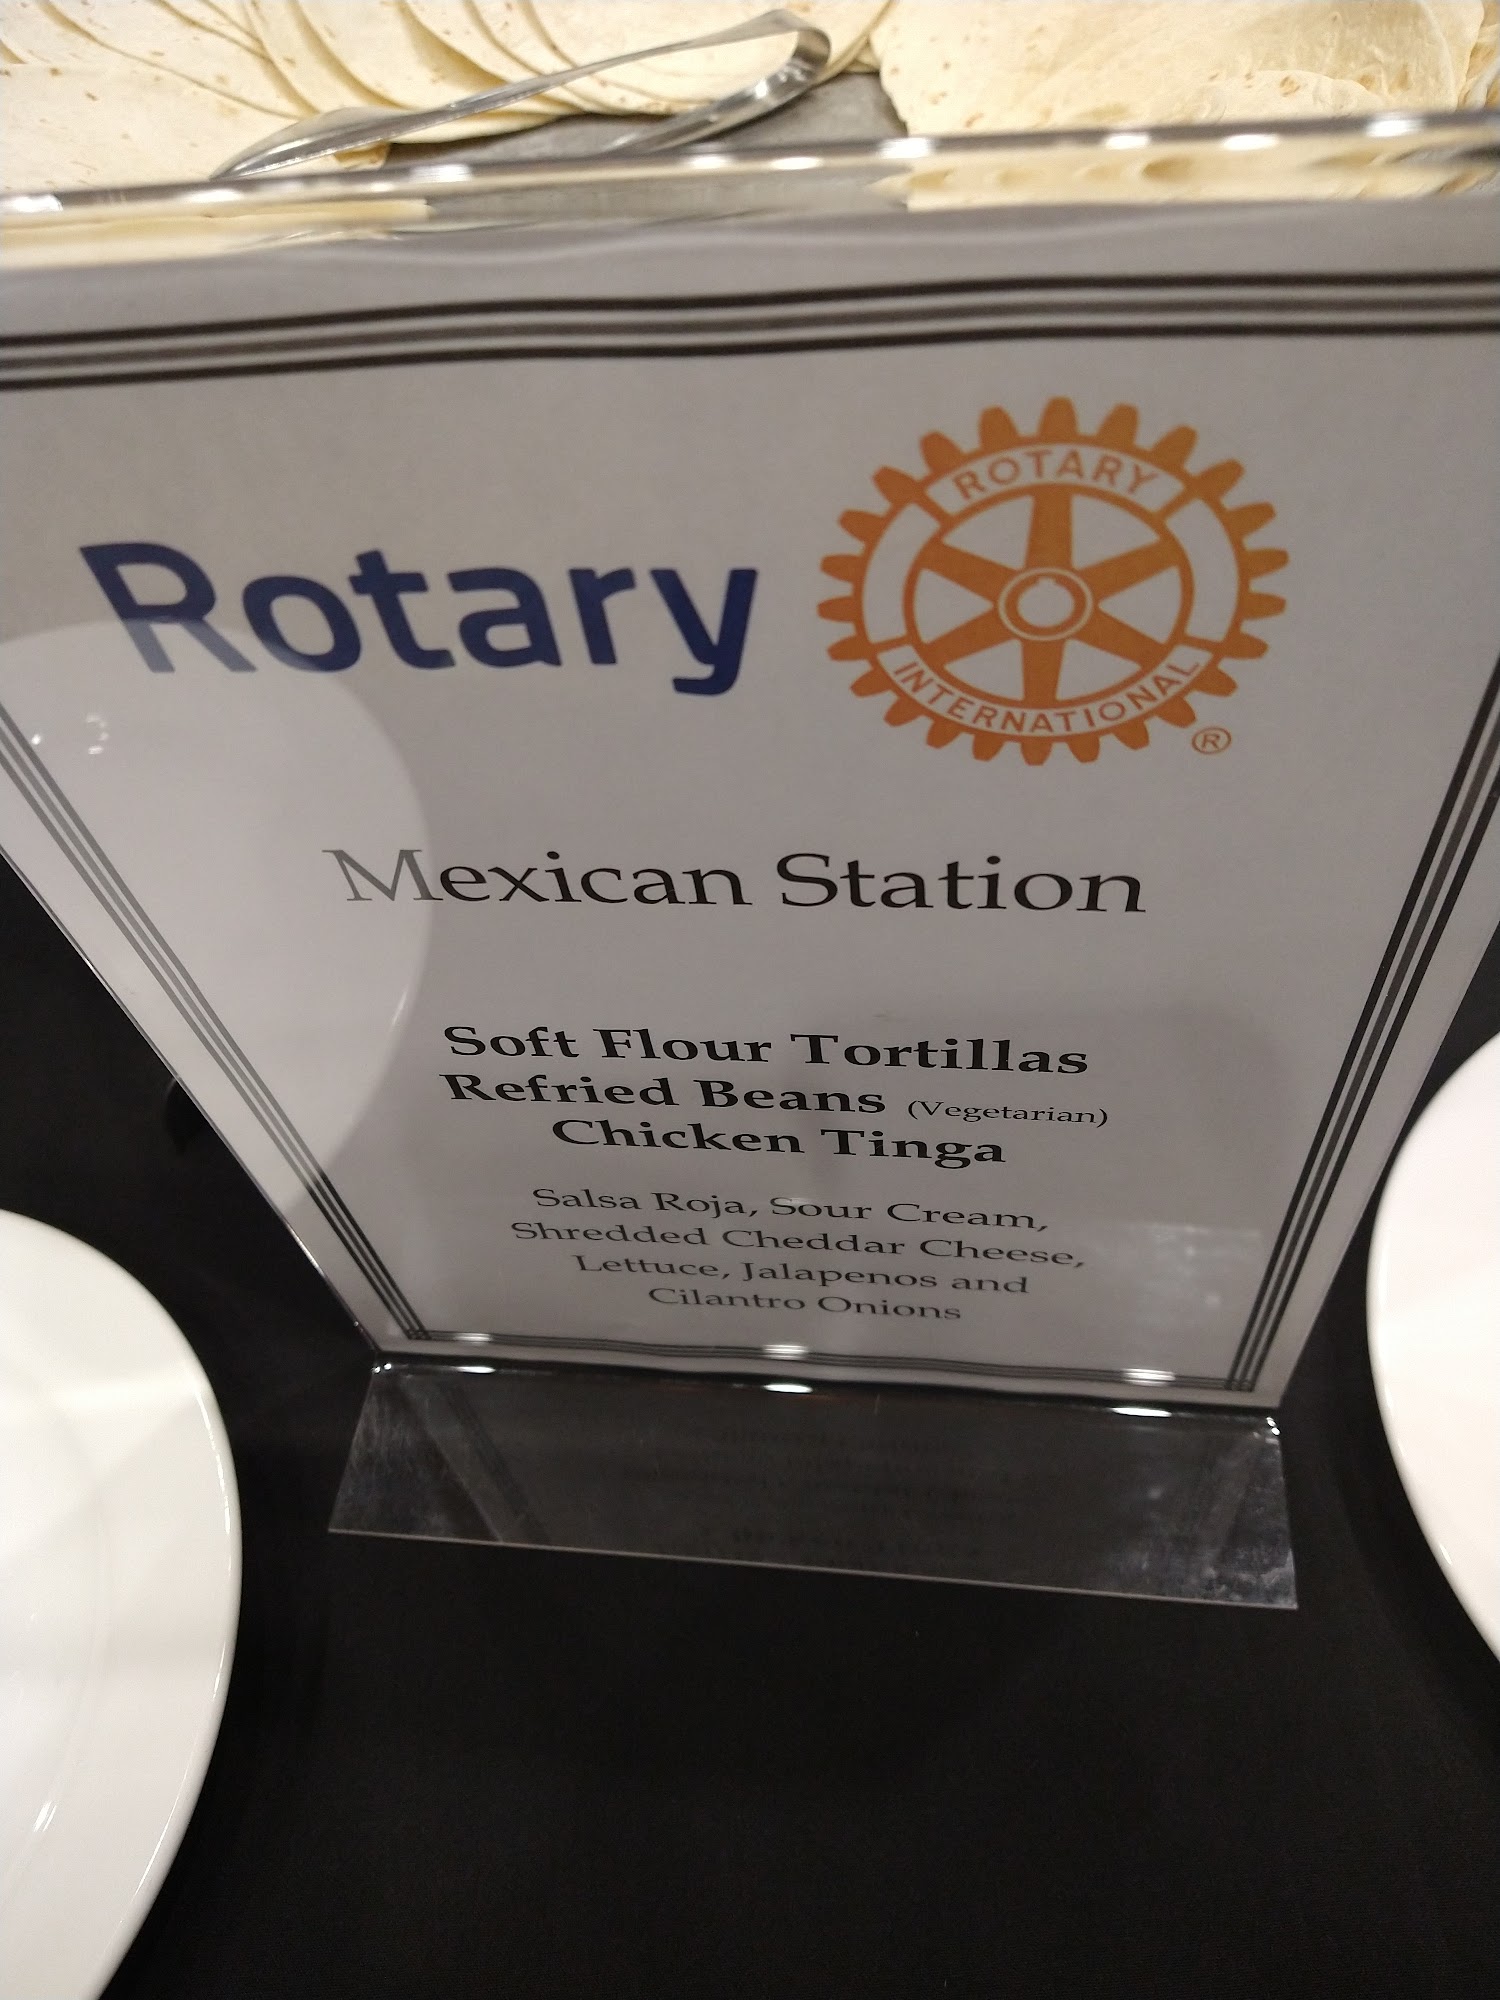 Rotary
ROTARY
INTERNATIONAL
®
Mexican Station
Soft Flour Tortillas
Refried Beans (Vegetarian)
Chicken Tinga
Salsa Roja, Sour Cream,
Shredded Cheddar Cheese,
Lettuce, Jalapenos and
Cilantro Onions